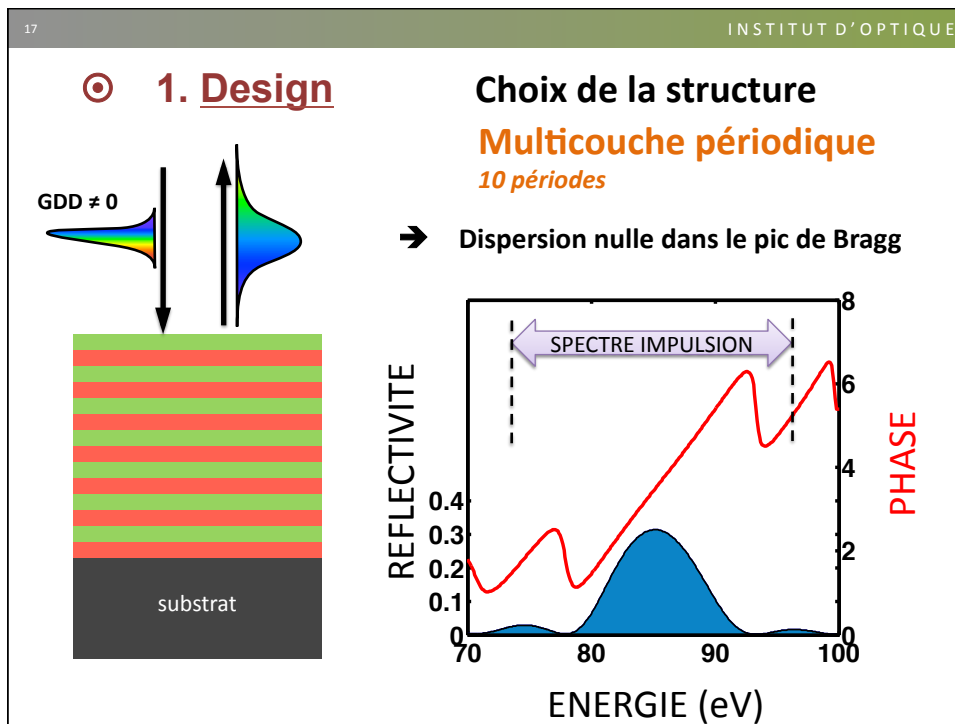 17
INSTITUT D'OPTIQUE
1. Design
Choix de la structure
Multicouche périodique
10 périodes
GDD ≠ 0
➔ Dispersion nulle dans le pic de Bragg
substrat
SPECTRE IMPULSION
REFLECTIVITE
0.4
0.3
0.2
0.1
0
PHASE
8
6
4
2
0
70
80
90
100
ENERGIE (eV)